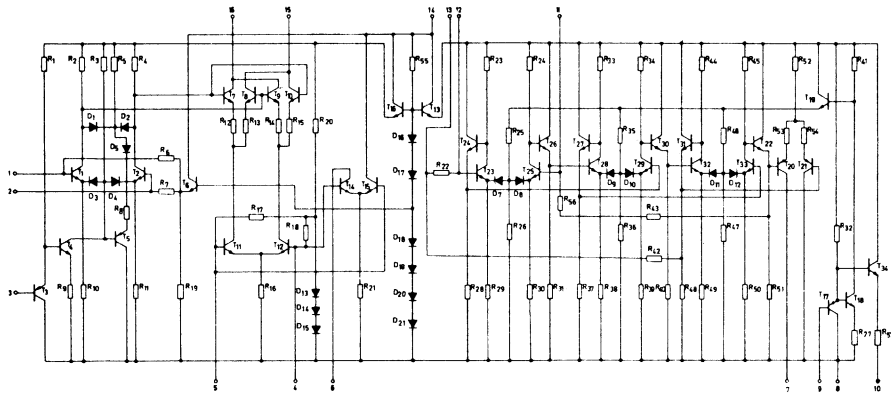 16 15 14 13 12 11
R1 R2 R3 R5 R4 R55 R23 R24 R33 R34 R44 R45 R52 R41
T7 T8 T9 T10 T16 T13 T19
D1 D2 R12 R13 R14 R15 R20 D16 R25 R35 R48 R53 R54
D5 R6 T24 T26 T27 T30 T31 T22
1 T1 T2 D17 R22 T23 T25 T28 T29 T32 T33 T20 T21
2 D3 D4 R7 T6 T14 T15 D7 D8 D9 D10 D11 D12
R8 R17 R56 R43
T4 T5 R18 R26 R36 R47 R32
T11 T12 D18 R42
D19 T34
3 T3 R9 R10 R11 R19 R16 D13 R21 D20 R28 R29 R30 R31 R37 R38 R39 R40 R48 R49 R50 R51
D14 T17 T18
D15 D21 R27 R5
5 4 6 7 9 8 10